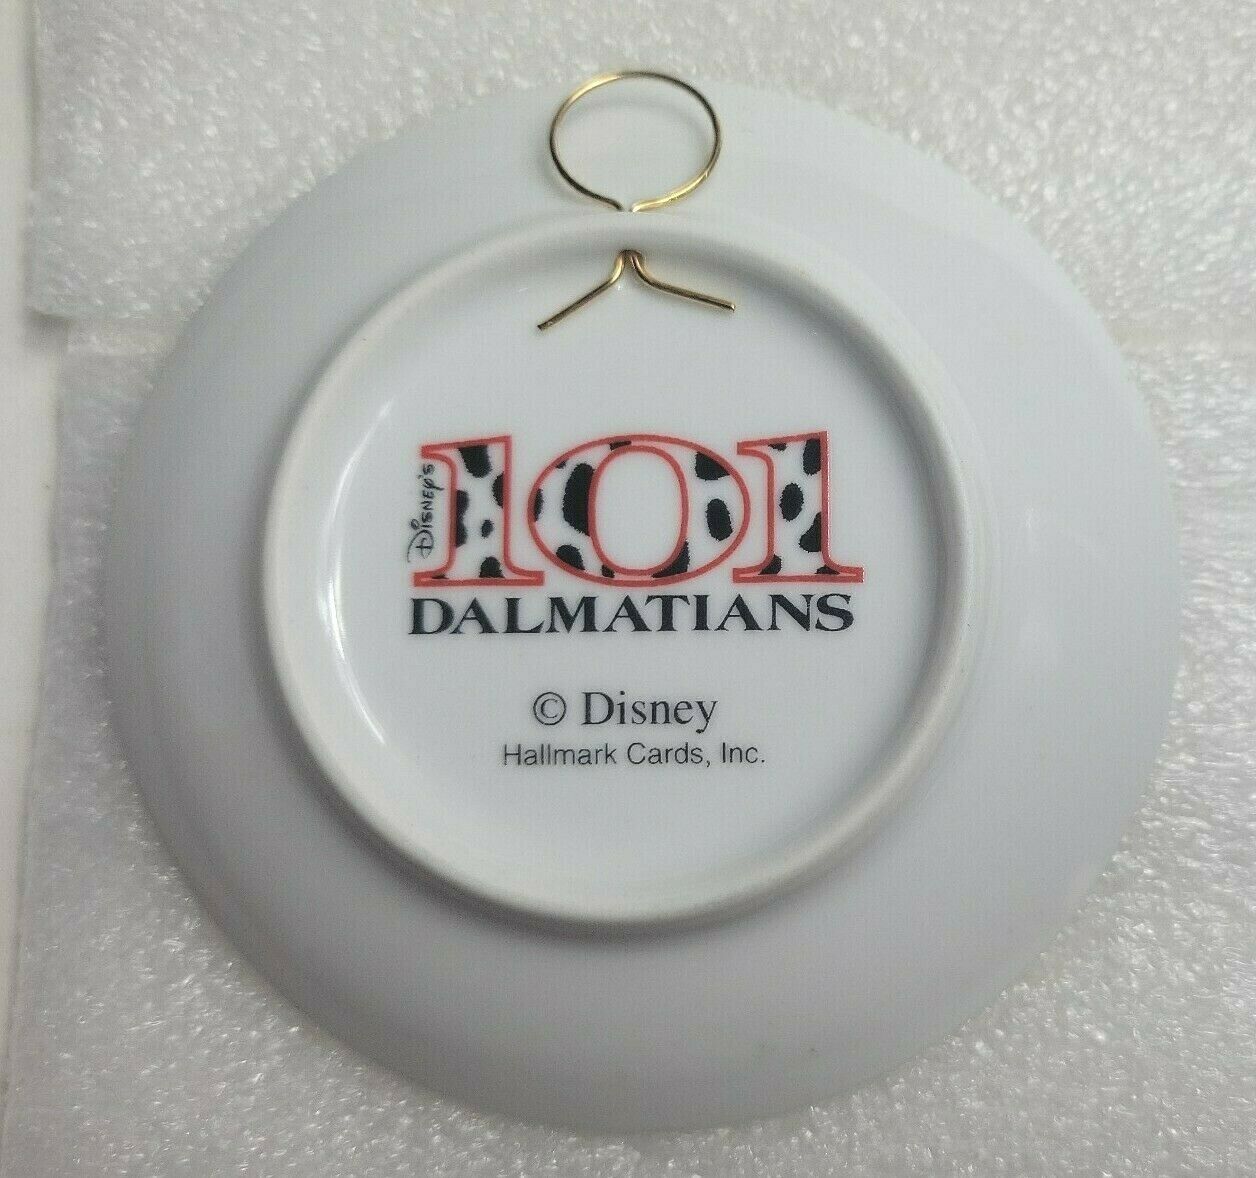 Disney's
101
DALMATIANS
© Disney
Hallmark Cards, Inc.